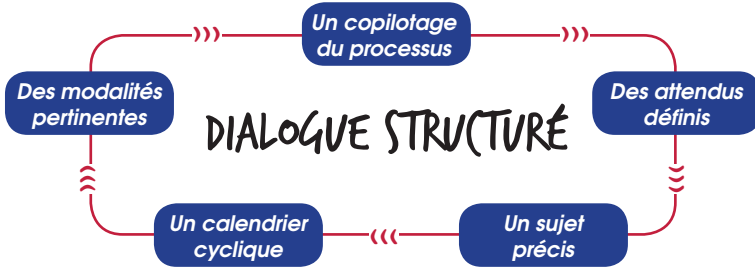 Un copilotage
du processus
Des modalités
pertinentes
Des attendus
définis
DIALOGUE STRUCTURÉ
Un calendrier
cyclique
Un sujet
précis